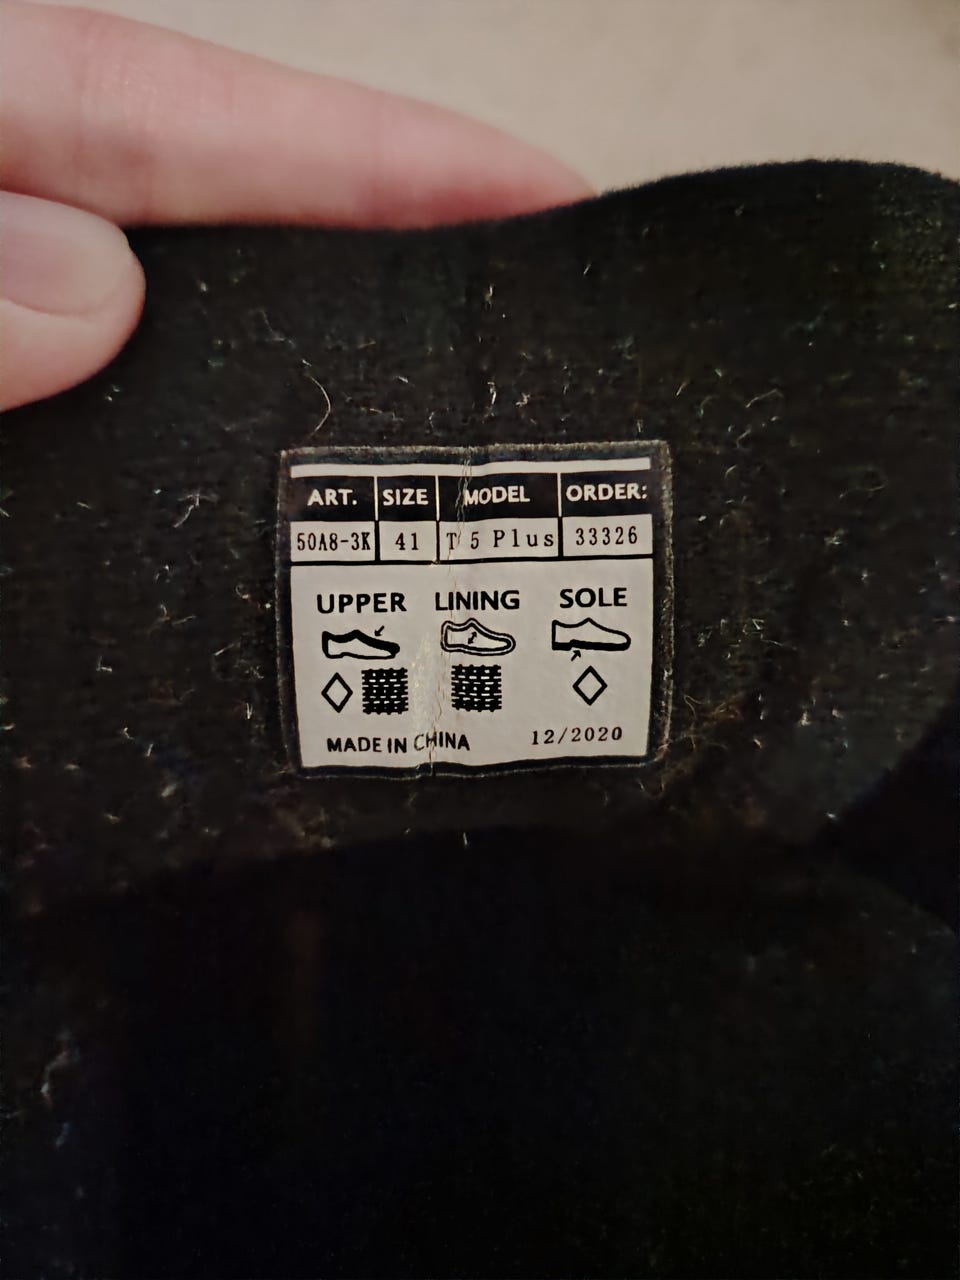 ART. SIZE MODEL ORDER:
50A8-3K 41 T 5 Plus 33326
UPPER LINING SOLE
MADE IN CHINA 12/2020